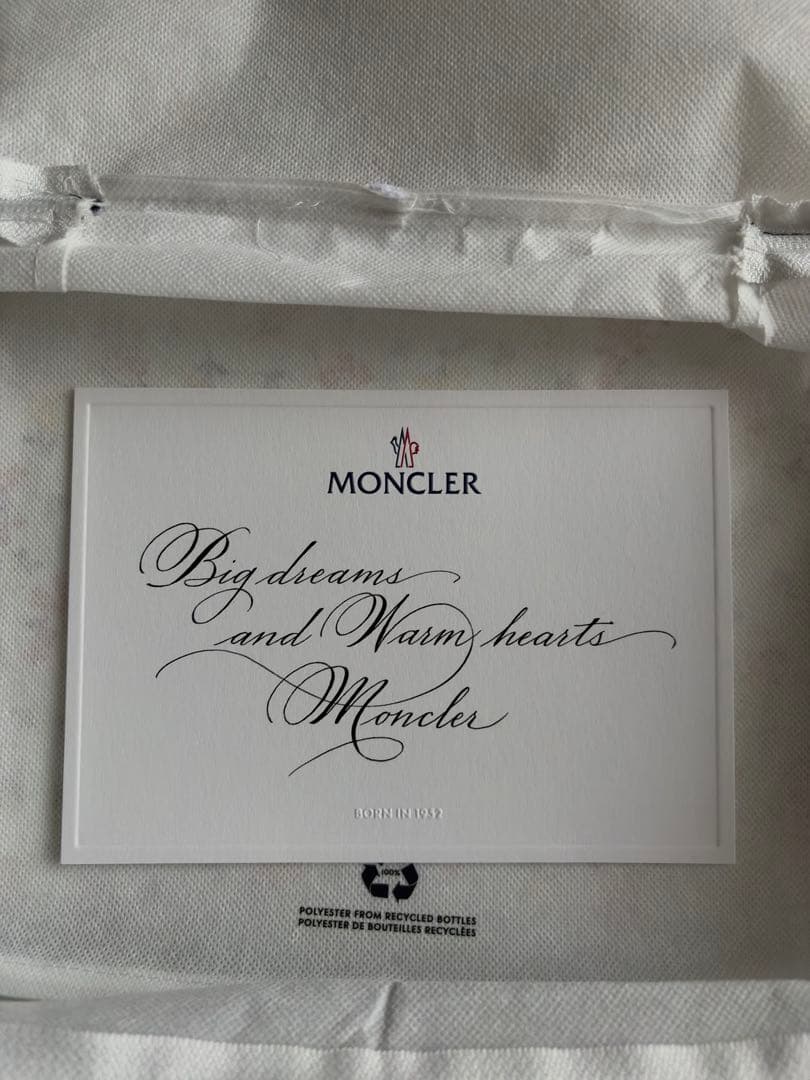 MONCLER
Big dreams
and Warm hearts
Moncler
BORN IN 1952
100%
POLYESTER FROM RECYCLED BOTTLES
POLYESTER DE BOUTEILLES RECYCLÉES